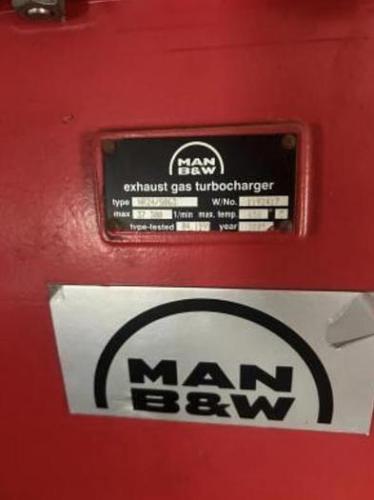 MAN
B&W
exhaust gas turbocharger
type W/No.
max 1/min max. temp. °C
type-tested year
MAN
B&W